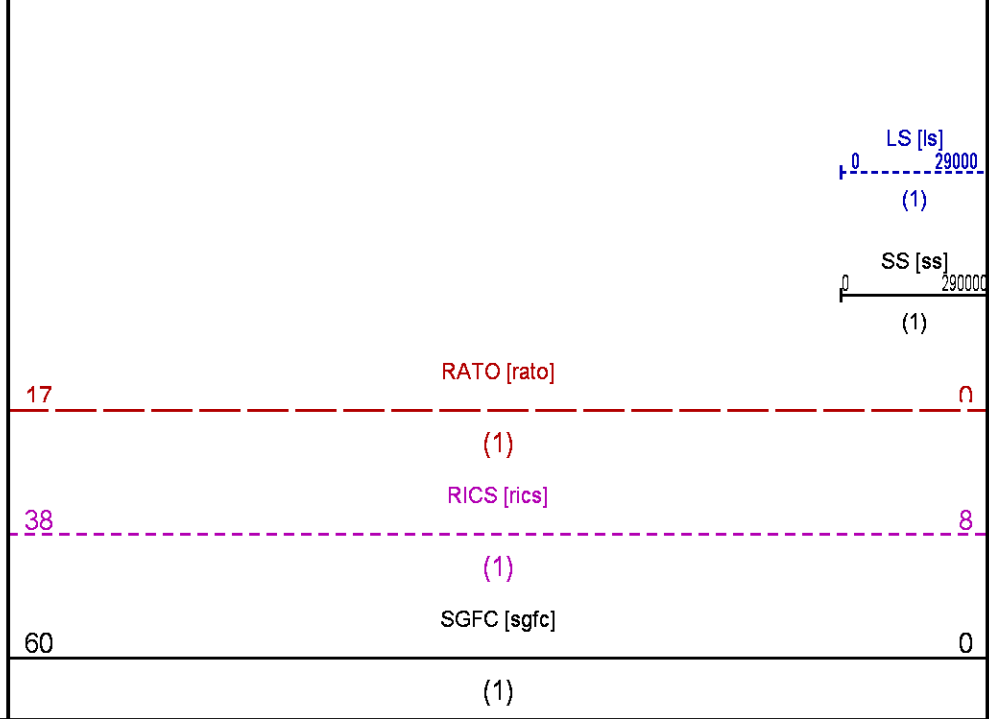 LS [ls]
0 29000
(1)
SS [ss]
0 290000
(1)
RATO [rato]
17 0
(1)
RICS [rics]
38 8
(1)
SGFC [sgfc]
60 0
(1)